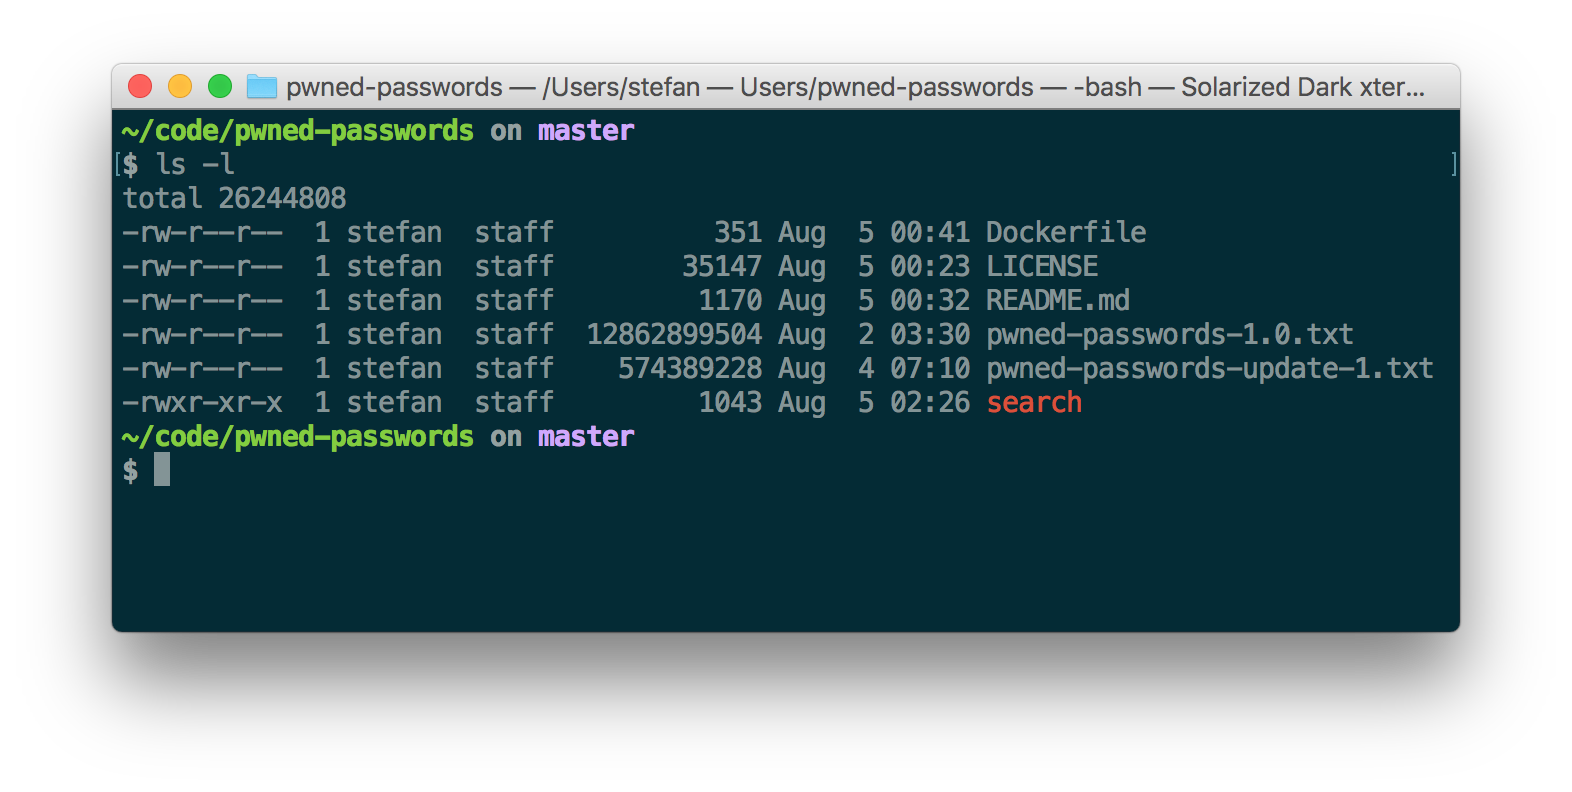 pwned-passwords — /Users/stefan — Users/pwned-passwords — -bash — Solarized Dark xter...
~/code/pwned-passwords on master
[$ ls -l ]
total 26244808
-rw-r--r--  1 stefan  staff          351 Aug  5 00:41 Dockerfile
-rw-r--r--  1 stefan  staff        35147 Aug  5 00:23 LICENSE
-rw-r--r--  1 stefan  staff         1170 Aug  5 00:32 README.md
-rw-r--r--  1 stefan  staff  12862899504 Aug  2 03:30 pwned-passwords-1.0.txt
-rw-r--r--  1 stefan  staff    574389228 Aug  4 07:10 pwned-passwords-update-1.txt
-rwxr-xr-x  1 stefan  staff         1043 Aug  5 02:26 search
~/code/pwned-passwords on master
$